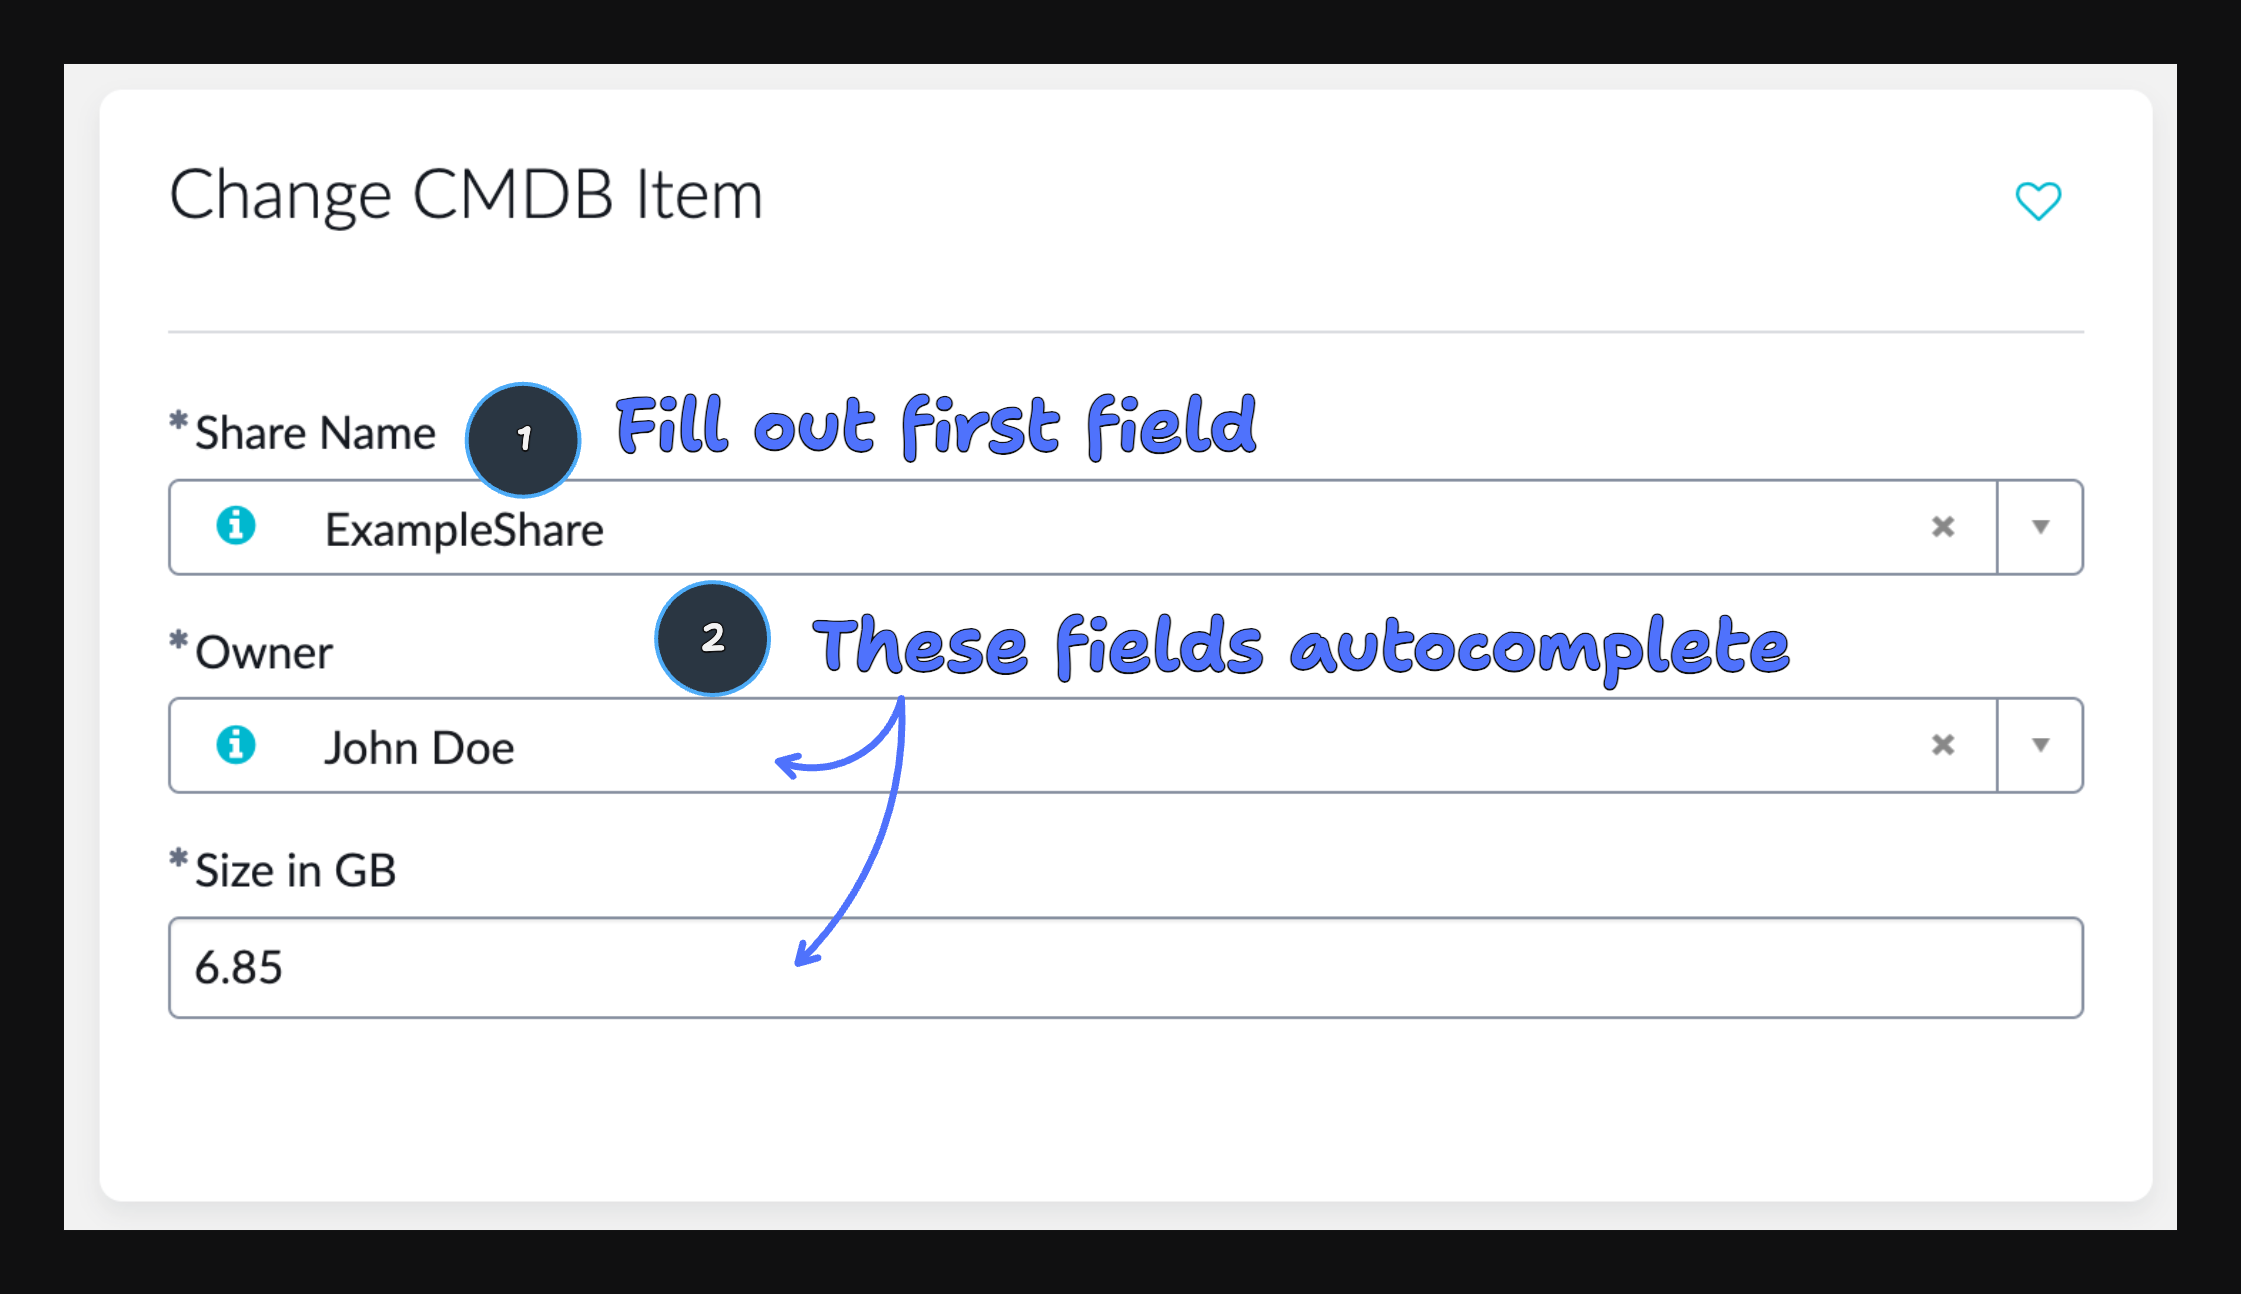 Change CMDB Item
* Share Name 1 Fill out first field
ExampleShare
2 These fields autocomplete
* Owner
John Doe
* Size in GB
6.85